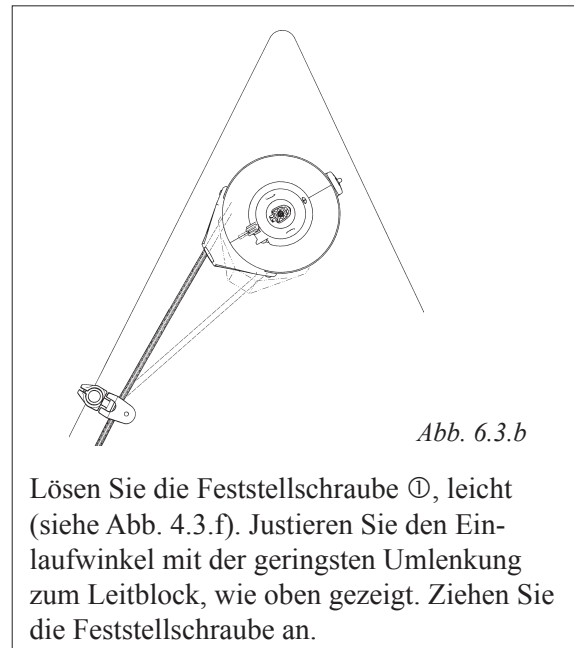 Abb. 6.3.b
Lösen Sie die Feststellschraube ①, leicht
(siehe Abb. 4.3.f). Justieren Sie den Ein-
laufwinkel mit der geringsten Umlenkung
zum Leitblock, wie oben gezeigt. Ziehen Sie
die Feststellschraube an.